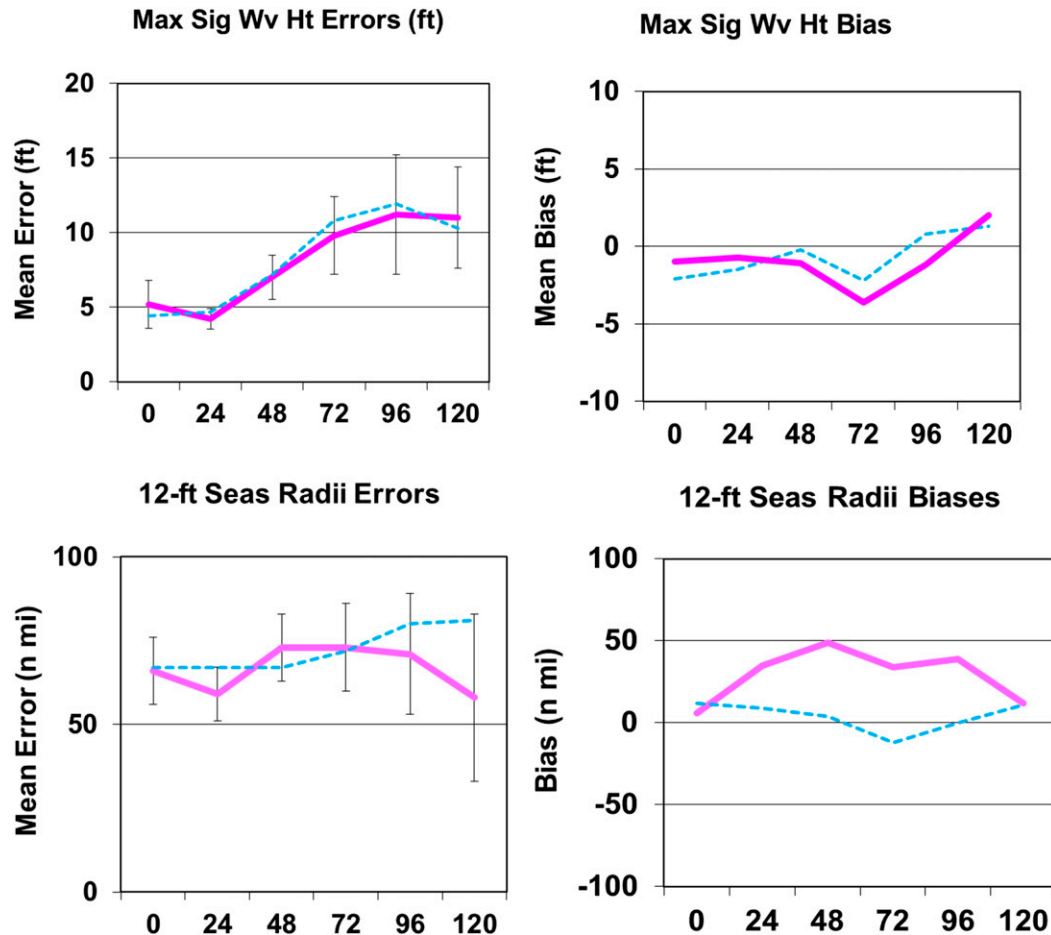 Max Sig Wv Ht Errors (ft)
Mean Error (ft)
20
15
10
5
0
0 24 48 72 96 120
Max Sig Wv Ht Bias
Mean Bias (ft)
10
5
0
-5
-10
0 24 48 72 96 120
12-ft Seas Radii Errors
Mean Error (n mi)
100
50
0
0 24 48 72 96 120
12-ft Seas Radii Biases
Bias (n mi)
100
50
0
-50
-100
0 24 48 72 96 120